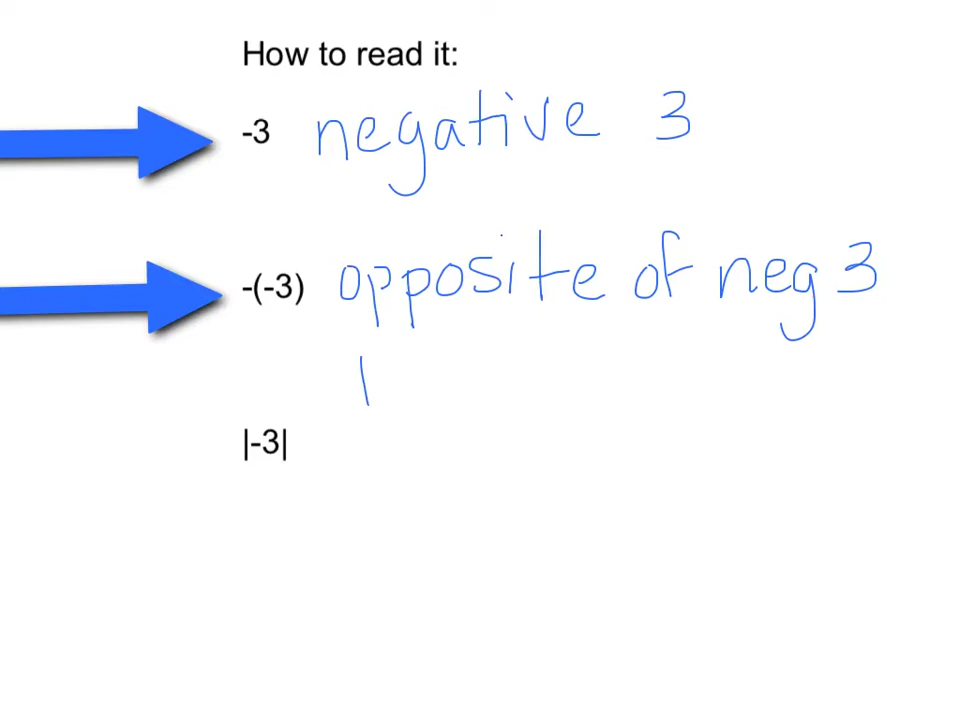 How to read it:
-3 negative 3
-(-3) opposite of neg 3
|-3|